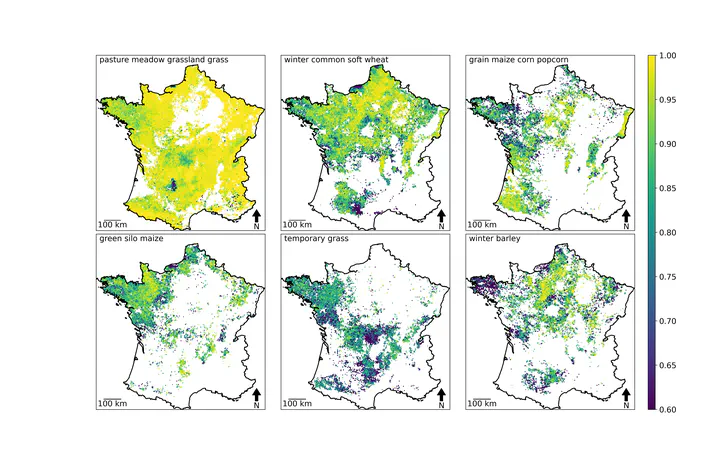 pasture meadow grassland grass
winter common soft wheat
grain maize corn popcorn
1.00
0.95
0.90
0.85
0.80
0.75
0.70
0.65
0.60
100 km
N
100 km
N
100 km
N
green silo maize
temporary grass
winter barley
100 km
N
100 km
N
100 km
N